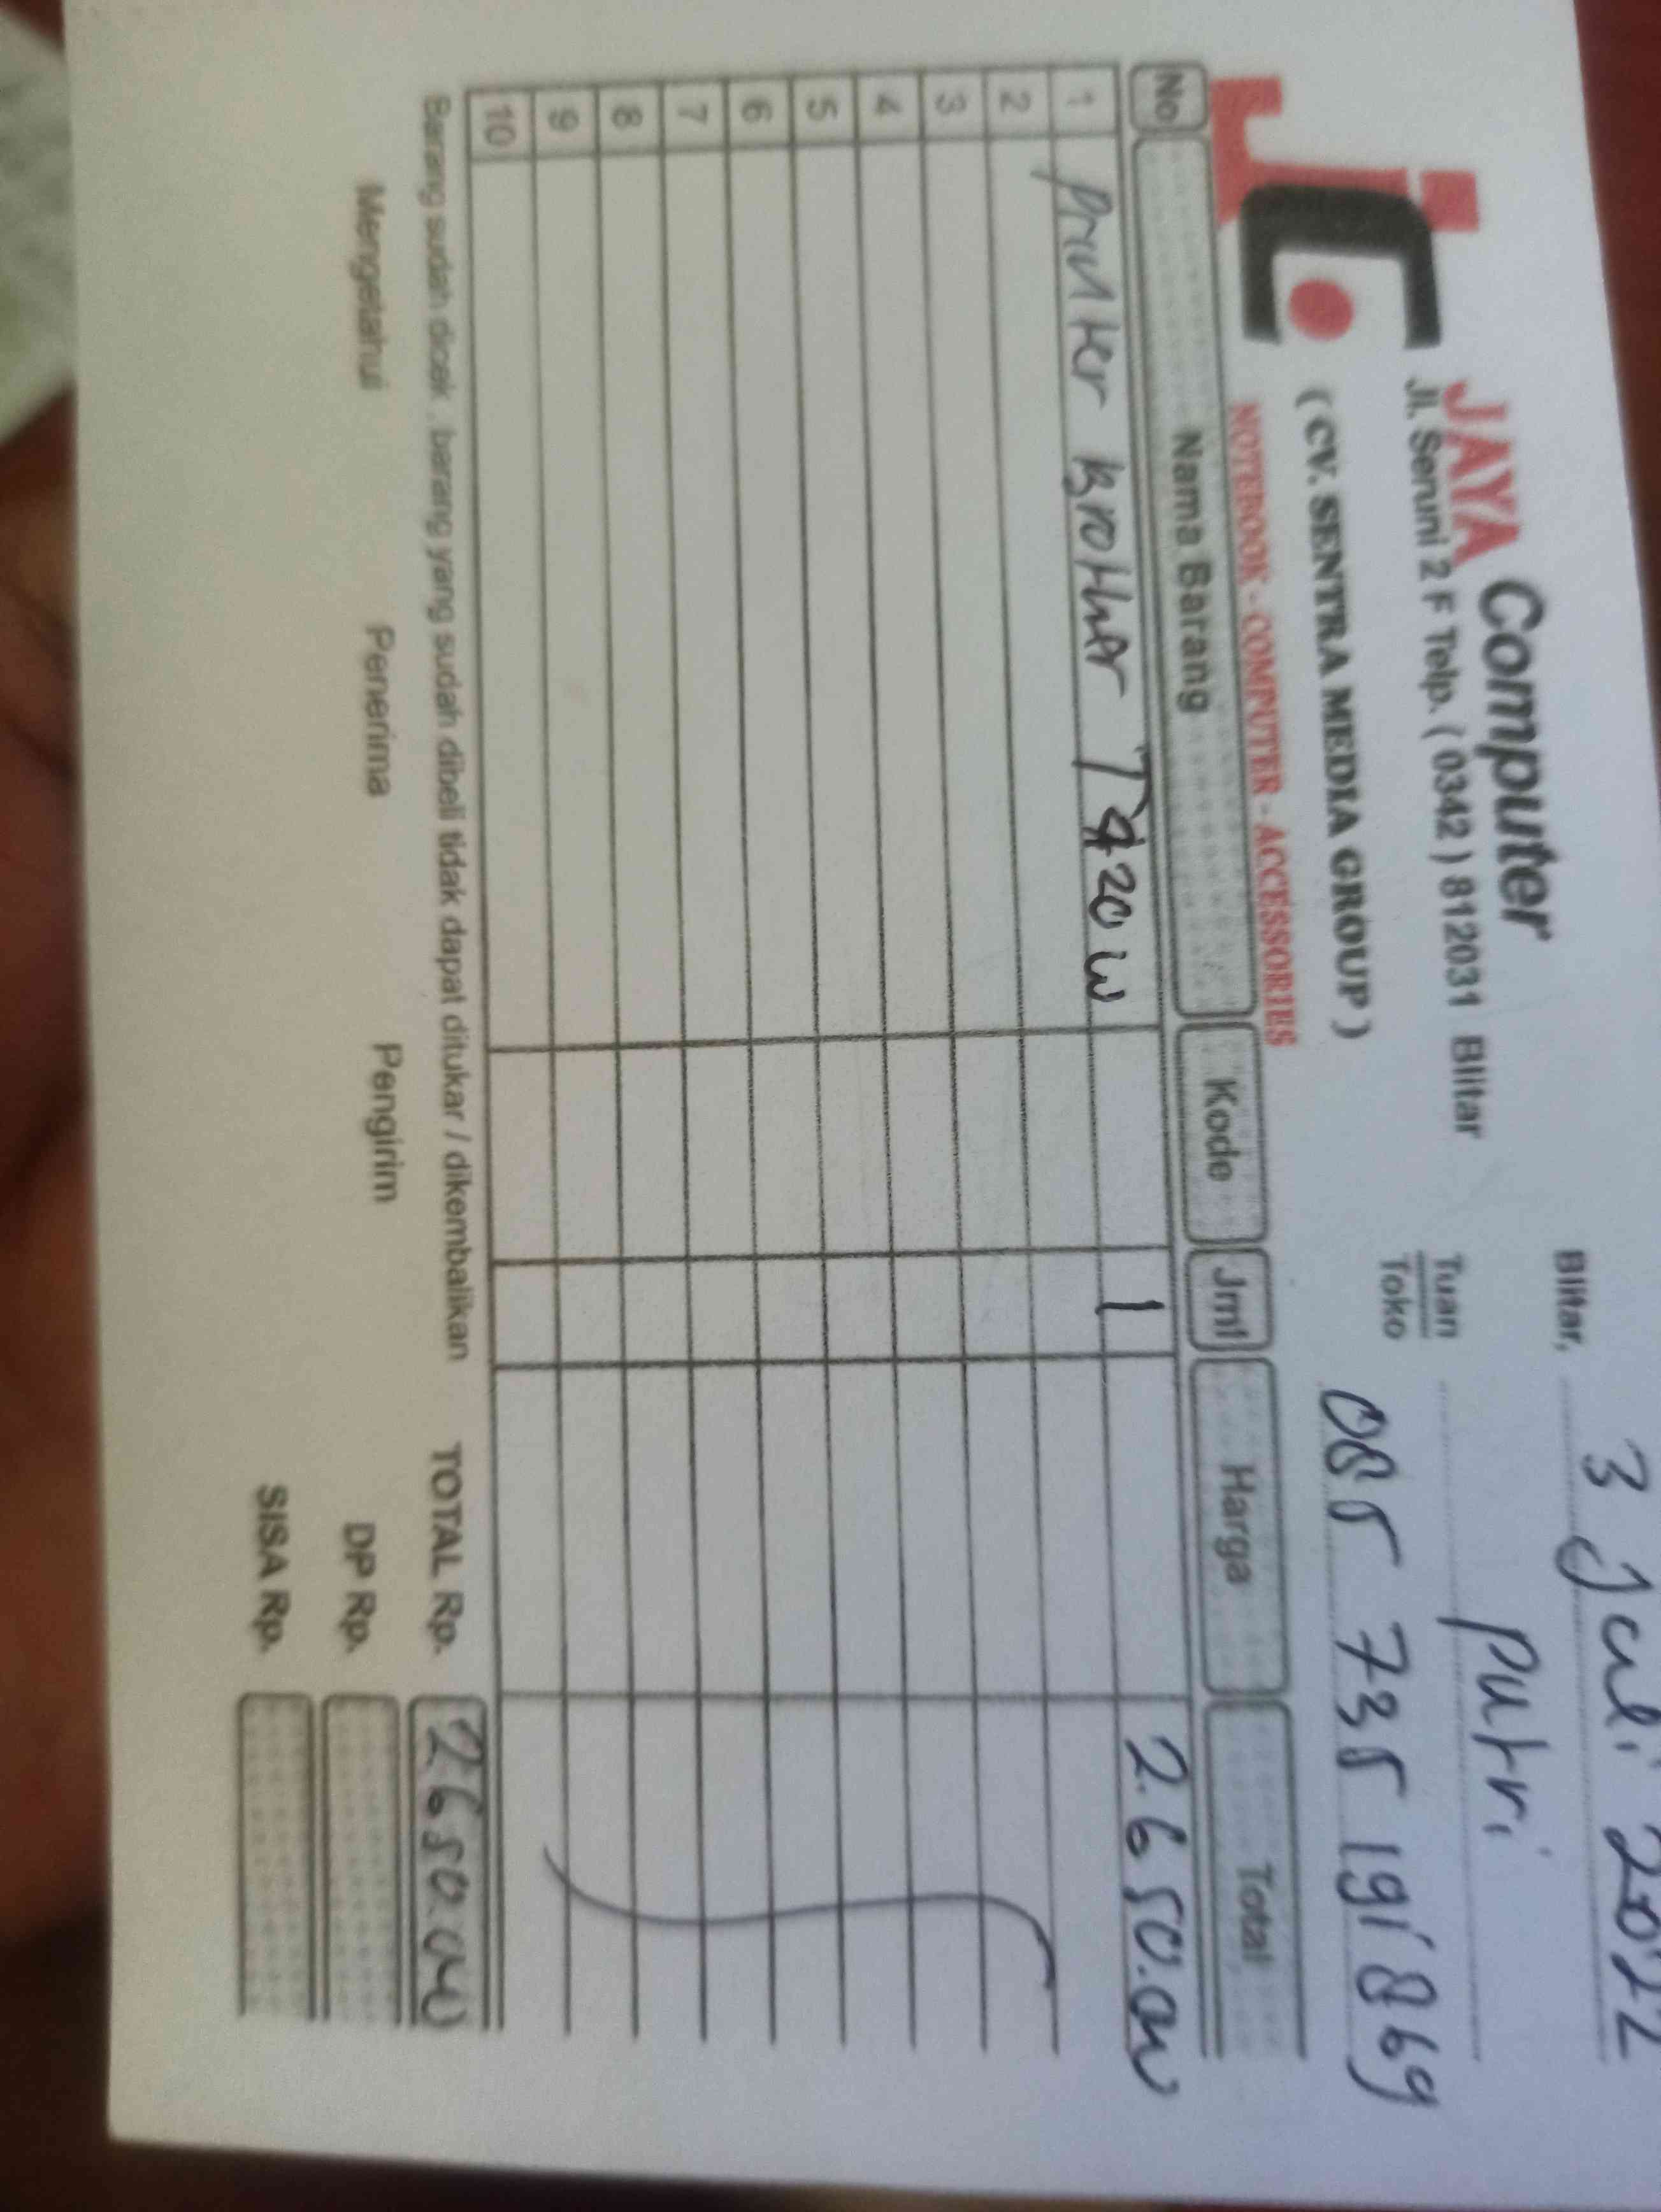 JC
JAYA Computer
Jl. Seruni 2 F Telp. ( 0342 ) 812031 Blitar
( CV. SENTRA MEDIA GROUP )
NOTEBOOK - COMPUTER - ACCESSORIES
Blitar, 3 Juli 2022
Tuan Putri
Toko
085 735 191 869
No Nama Barang Kode Jml Harga Total
1 Printer Brother T420 W 1 2.650.000
2
3
4
5
6
7
8
9
10
Barang sudah dicek, barang yang sudah dibeli tidak dapat ditukar / dikembalikan TOTAL Rp. 2.650.000
Mengetahui Penerima Pengirim DP Rp.
SISA Rp.